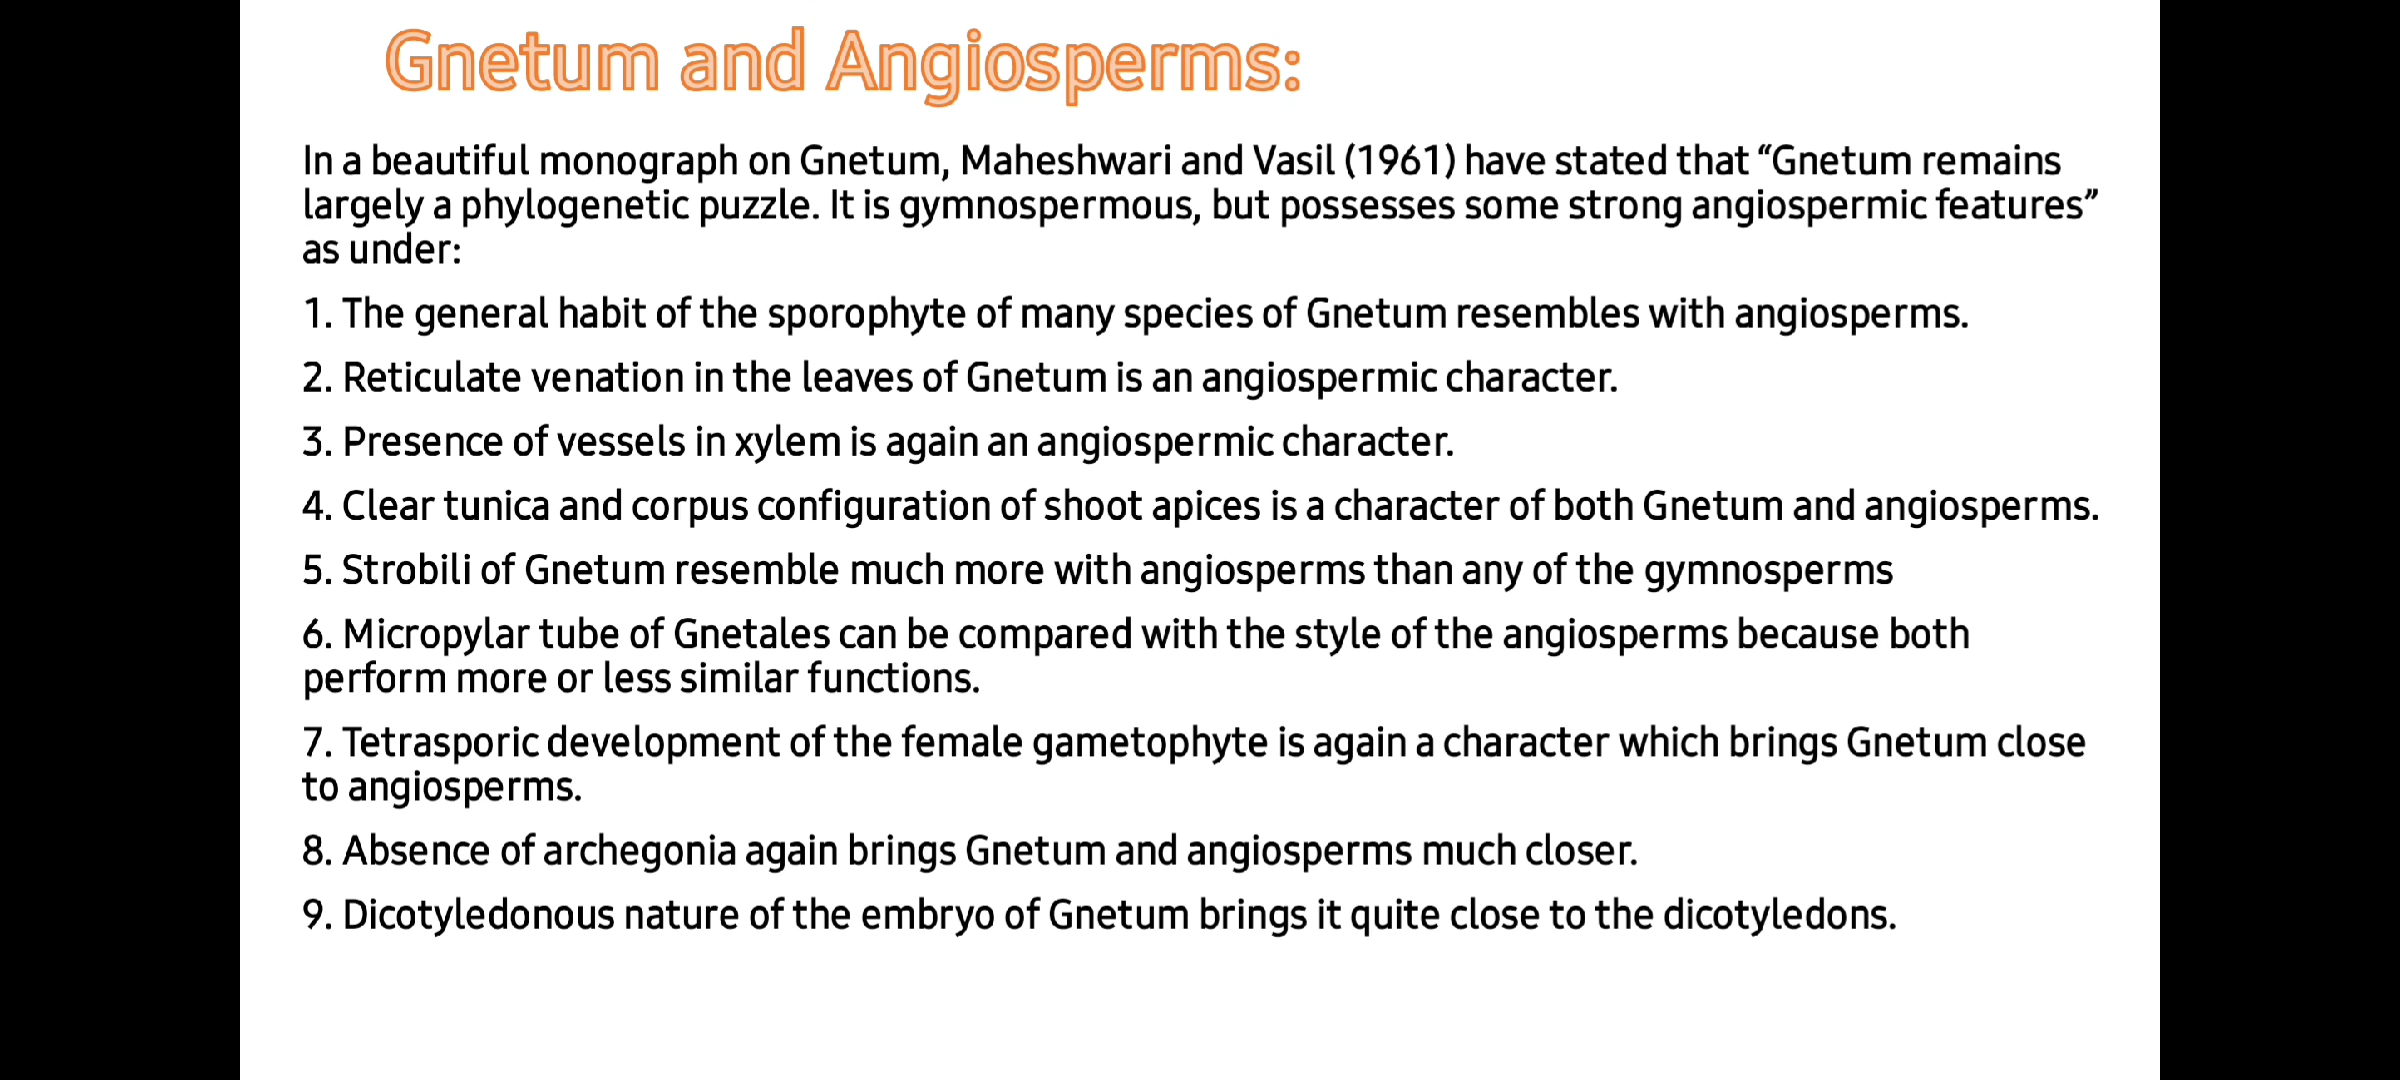 Gnetum and Angiosperms:
In a beautiful monograph on Gnetum, Maheshwari and Vasil (1961) have stated that “Gnetum remains
largely a phylogenetic puzzle. It is gymnospermous, but possesses some strong angiospermic features”
as under:
1. The general habit of the sporophyte of many species of Gnetum resembles with angiosperms.
2. Reticulate venation in the leaves of Gnetum is an angiospermic character.
3. Presence of vessels in xylem is again an angiospermic character.
4. Clear tunica and corpus configuration of shoot apices is a character of both Gnetum and angiosperms.
5. Strobili of Gnetum resemble much more with angiosperms than any of the gymnosperms
6. Micropylar tube of Gnetales can be compared with the style of the angiosperms because both
perform more or less similar functions.
7. Tetrasporic development of the female gametophyte is again a character which brings Gnetum close
to angiosperms.
8. Absence of archegonia again brings Gnetum and angiosperms much closer.
9. Dicotyledonous nature of the embryo of Gnetum brings it quite close to the dicotyledons.